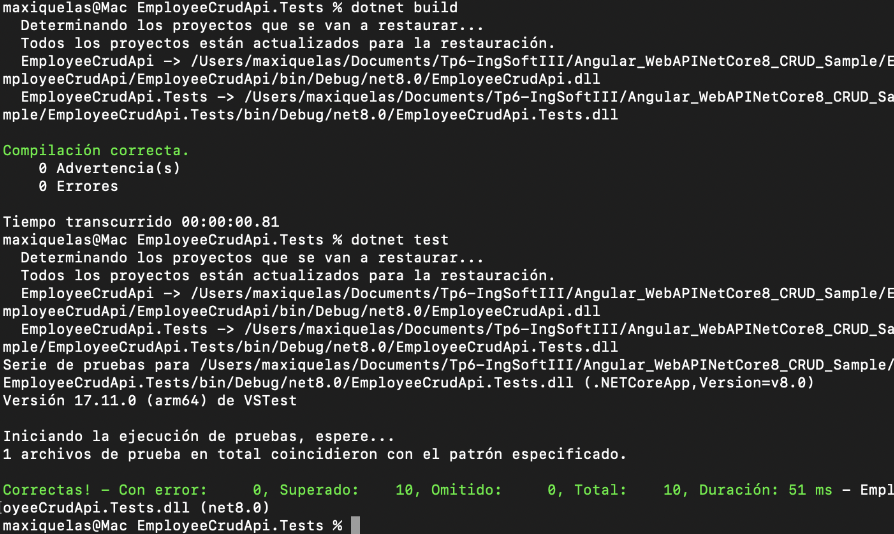 maxiquelas@Mac EmployeeCrudApi.Tests % dotnet build
  Determinando los proyectos que se van a restaurar...
  Todos los proyectos están actualizados para la restauración.
  EmployeeCrudApi -> /Users/maxiquelas/Documents/Tp6-IngSoftIII/Angular_WebAPINetCore8_CRUD_Sample/E
mployeeCrudApi/EmployeeCrudApi/bin/Debug/net8.0/EmployeeCrudApi.dll
  EmployeeCrudApi.Tests -> /Users/maxiquelas/Documents/Tp6-IngSoftIII/Angular_WebAPINetCore8_CRUD_Sa
mple/EmployeeCrudApi.Tests/bin/Debug/net8.0/EmployeeCrudApi.Tests.dll

Compilación correcta.
    0 Advertencia(s)
    0 Errores

Tiempo transcurrido 00:00:00.81
maxiquelas@Mac EmployeeCrudApi.Tests % dotnet test
  Determinando los proyectos que se van a restaurar...
  Todos los proyectos están actualizados para la restauración.
  EmployeeCrudApi -> /Users/maxiquelas/Documents/Tp6-IngSoftIII/Angular_WebAPINetCore8_CRUD_Sample/E
mployeeCrudApi/EmployeeCrudApi/bin/Debug/net8.0/EmployeeCrudApi.dll
  EmployeeCrudApi.Tests -> /Users/maxiquelas/Documents/Tp6-IngSoftIII/Angular_WebAPINetCore8_CRUD_Sa
mple/EmployeeCrudApi.Tests/bin/Debug/net8.0/EmployeeCrudApi.Tests.dll
Serie de pruebas para /Users/maxiquelas/Documents/Tp6-IngSoftIII/Angular_WebAPINetCore8_CRUD_Sample/
EmployeeCrudApi.Tests/bin/Debug/net8.0/EmployeeCrudApi.Tests.dll (.NETCoreApp,Version=v8.0)
Versión 17.11.0 (arm64) de VSTest

Iniciando la ejecución de pruebas, espere...
1 archivos de prueba en total coincidieron con el patrón especificado.

Correctas! - Con error:     0, Superado:    10, Omitido:     0, Total:    10, Duración: 51 ms - Empl
oyeeCrudApi.Tests.dll (net8.0)
maxiquelas@Mac EmployeeCrudApi.Tests %